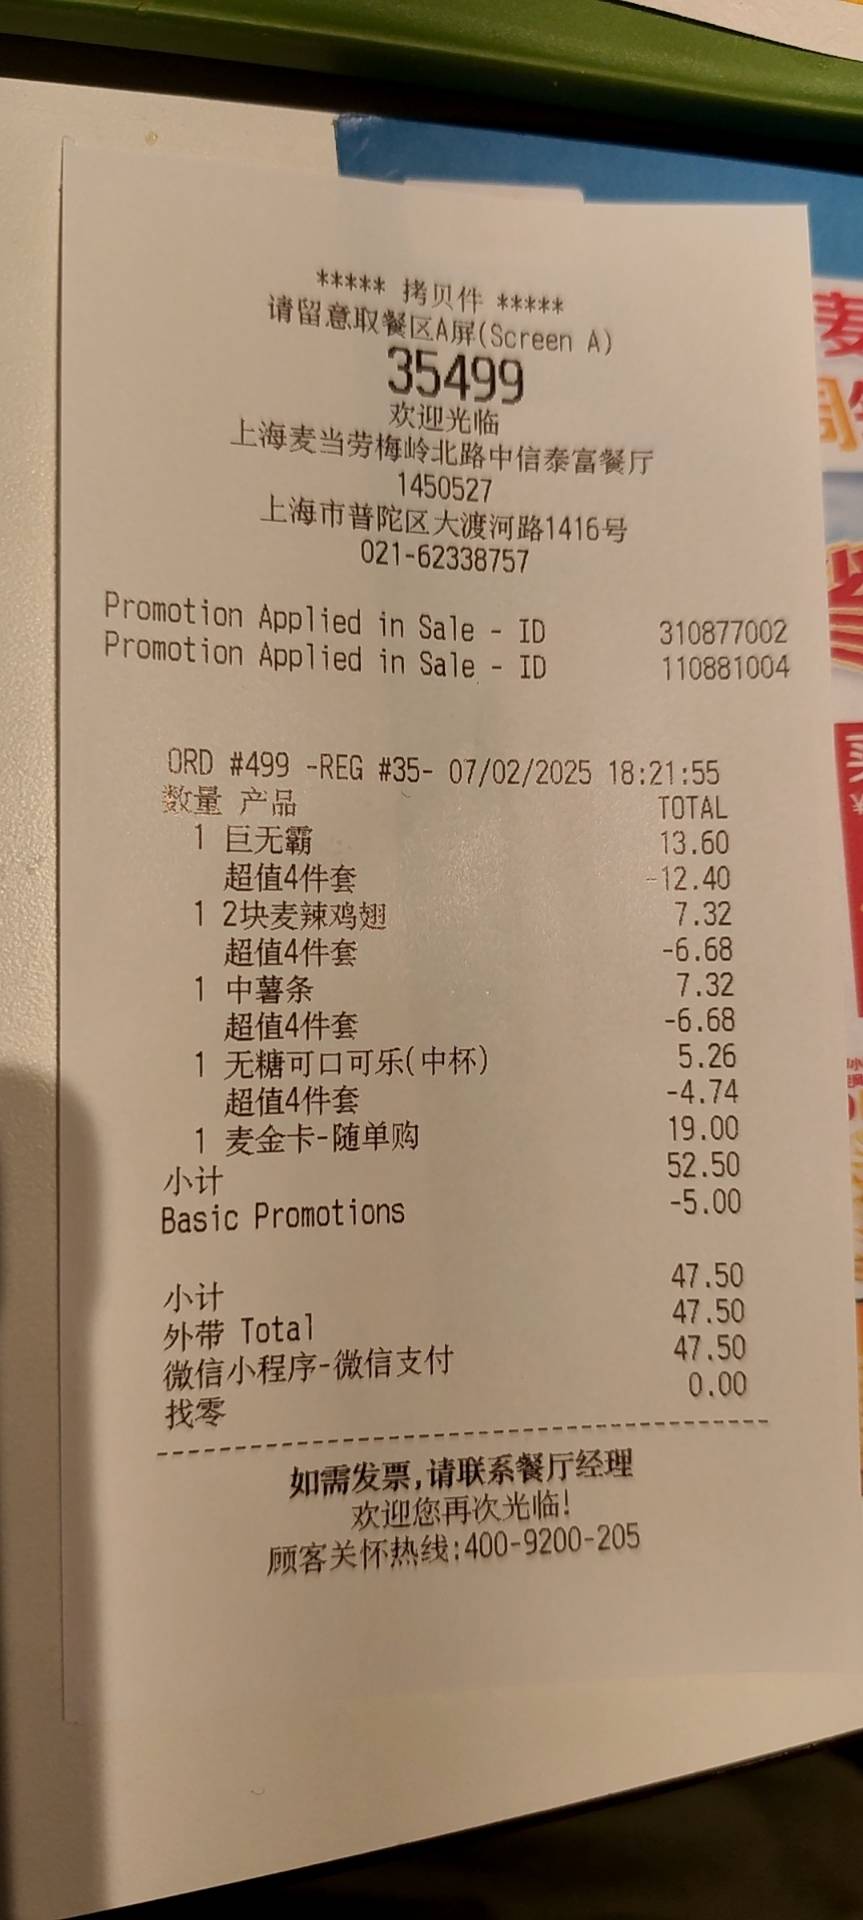 ***** 拷贝件 *****
请留意取餐区A屏(Screen A)
35499
欢迎光临
上海麦当劳梅岭北路中信泰富餐厅
1450527
上海市普陀区大渡河路1416号
021-62338757
Promotion Applied in Sale - ID 310877002
Promotion Applied in Sale - ID 110881004
ORD #499 -REG #35- 07/02/2025 18:21:55
数量 产品 TOTAL
1 巨无霸 13.60
超值4件套 -12.40
1 2块麦辣鸡翅 7.32
超值4件套 -6.68
1 中薯条 7.32
超值4件套 -6.68
1 无糖可口可乐(中杯) 5.26
超值4件套 -4.74
1 麦金卡-随单购 19.00
小计 52.50
Basic Promotions -5.00
小计 47.50
外带 Total 47.50
微信小程序-微信支付 47.50
找零 0.00
如需发票,请联系餐厅经理
欢迎您再次光临!
顾客关怀热线:400-9200-205
麦